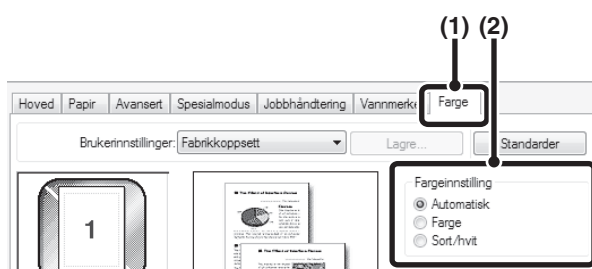 (1) (2)
Hoved Papir Avansert Spesialmodus Jobbhåndtering Vannmerke Farge
Brukerinnstillinger: Fabrikkoppsett Lagre... Standarder
Fargeinnstilling
Automatisk
Farge
Sort/hvit
1